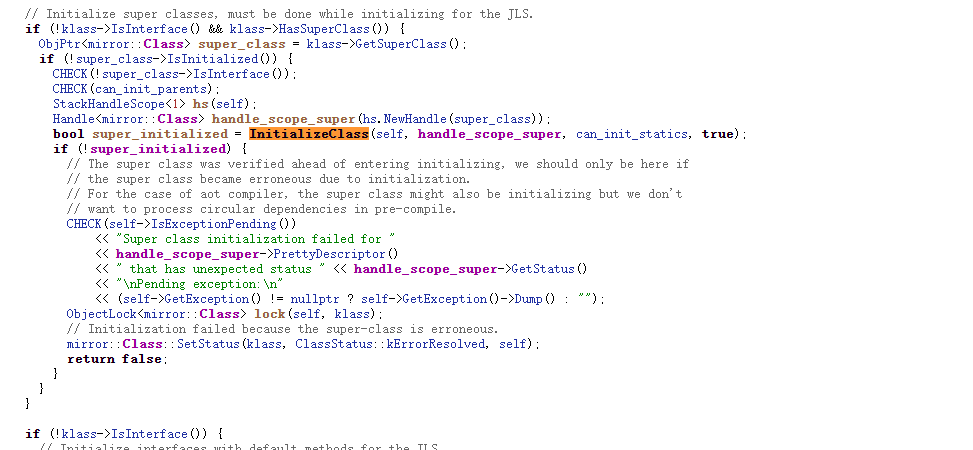 // Initialize super classes, must be done while initializing for the JLS.
if (!klass->IsInterface() && klass->HasSuperClass()) {
ObjPtr<mirror::Class> super_class = klass->GetSuperClass();
if (!super_class->IsInitialized()) {
CHECK(!super_class->IsInterface());
CHECK(can_init_parents);
StackHandleScope<1> hs(self);
Handle<mirror::Class> handle_scope_super(hs.NewHandle(super_class));
bool super_initialized = InitializeClass(self, handle_scope_super, can_init_statics, true);
if (!super_initialized) {
// The super class was verified ahead of entering initializing, we should only be here if
// the super class became erroneous due to initialization.
// For the case of aot compiler, the super class might also be initializing but we don't
// want to process circular dependencies in pre-compile.
CHECK(self->IsExceptionPending())
<< "Super class initialization failed for "
<< handle_scope_super->PrettyDescriptor()
<< " that has unexpected status " << handle_scope_super->GetStatus()
<< "\nPending exception:\n"
<< (self->GetException() != nullptr ? self->GetException()->Dump() : "");
ObjectLock<mirror::Class> lock(self, klass);
// Initialization failed because the super-class is erroneous.
mirror::Class::SetStatus(klass, ClassStatus::kErrorResolved, self);
return false;
}
}
}
if (!klass->IsInterface()) {
// Initialize interfaces with default methods for the JLS.